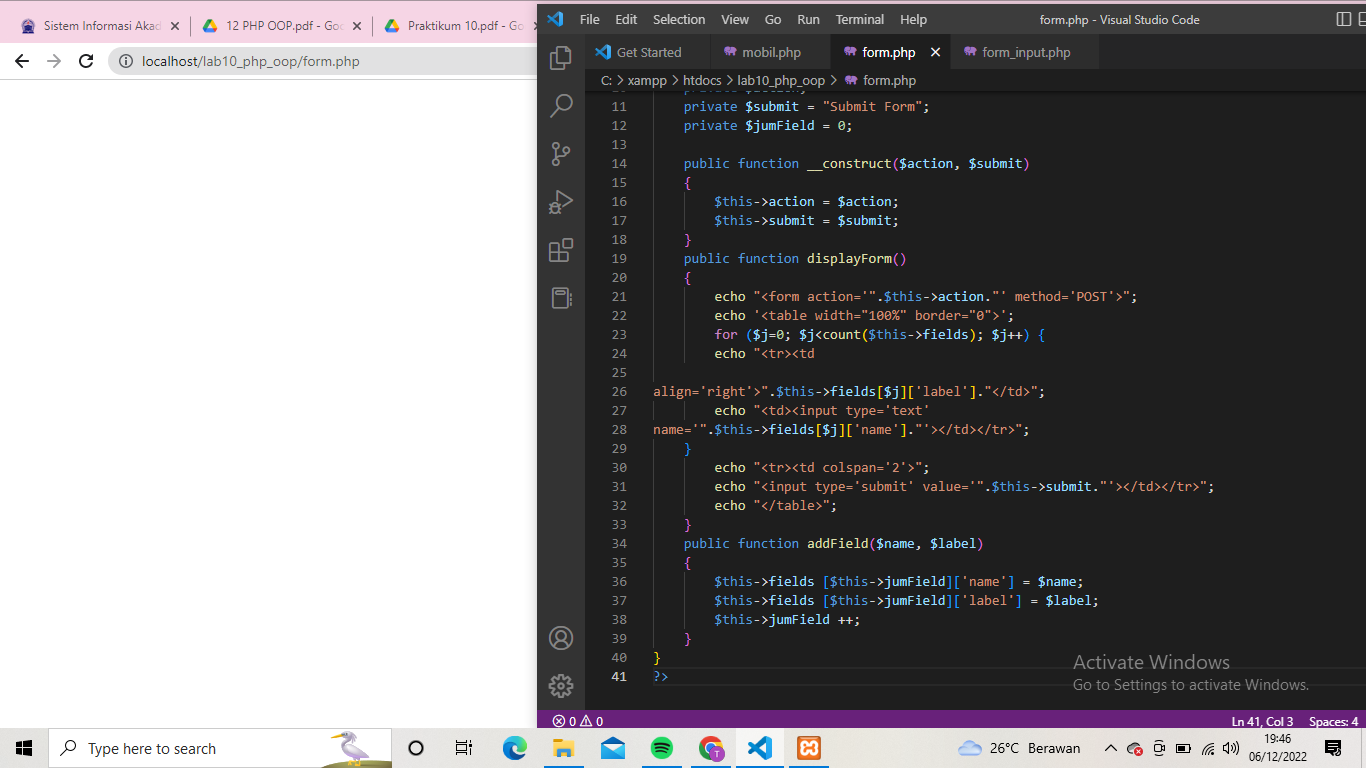 Sistem Informasi Akad
12 PHP OOP.pdf - Goo
Praktikum 10.pdf - Go
localhost/lab10_php_oop/form.php
File Edit Selection View Go Run Terminal Help
form.php - Visual Studio Code
Get Started
mobil.php
form.php
form_input.php
C: > xampp > htdocs > lab10_php_oop > form.php
11 private $submit = "Submit Form";
12 private $jumField = 0;
13
14 public function __construct($action, $submit)
15 {
16 $this->action = $action;
17 $this->submit = $submit;
18 }
19 public function displayForm()
20 {
21 echo "<form action='".$this->action."' method='POST'>";
22 echo '<table width="100%" border="0">';
23 for ($j=0; $j<count($this->fields); $j++) {
24 echo "<tr><td
25
26 align='right'>".$this->fields[$j]['label']."</td>";
27 echo "<td><input type='text'
28 name='".$this->fields[$j]['name']."'></td></tr>";
29 }
30 echo "<tr><td colspan='2'>";
31 echo "<input type='submit' value='".$this->submit."'></td></tr>";
32 echo "</table>";
33 }
34 public function addField($name, $label)
35 {
36 $this->fields [$this->jumField]['name'] = $name;
37 $this->fields [$this->jumField]['label'] = $label;
38 $this->jumField ++;
39 }
40 }
41 ?>
Activate Windows
Go to Settings to activate Windows.
0 0
Ln 41, Col 3 Spaces: 4
Type here to search
T
26°C Berawan
19:46
06/12/2022